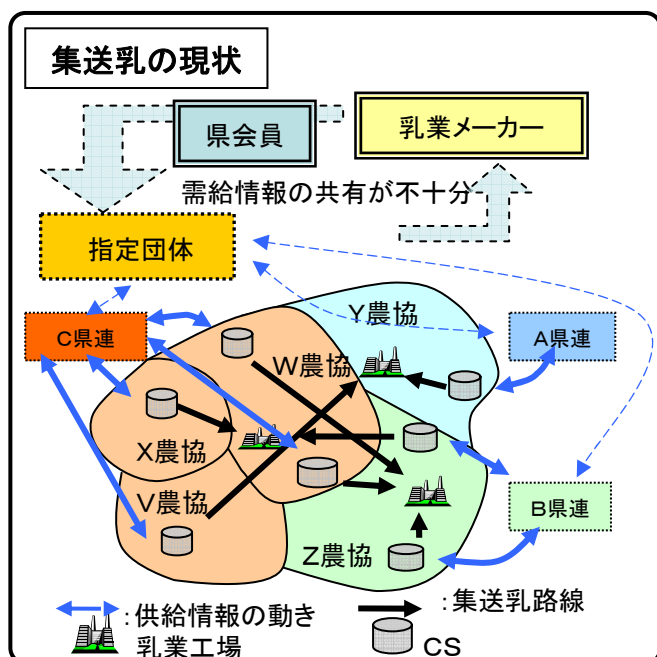 集送乳の現状
県会員
乳業メーカー
需給情報の共有が不十分
指定団体
C県連
Y農協
A県連
W農協
X農協
V農協
B県連
Z農協
:供給情報の動き
:集送乳路線
乳業工場
CS